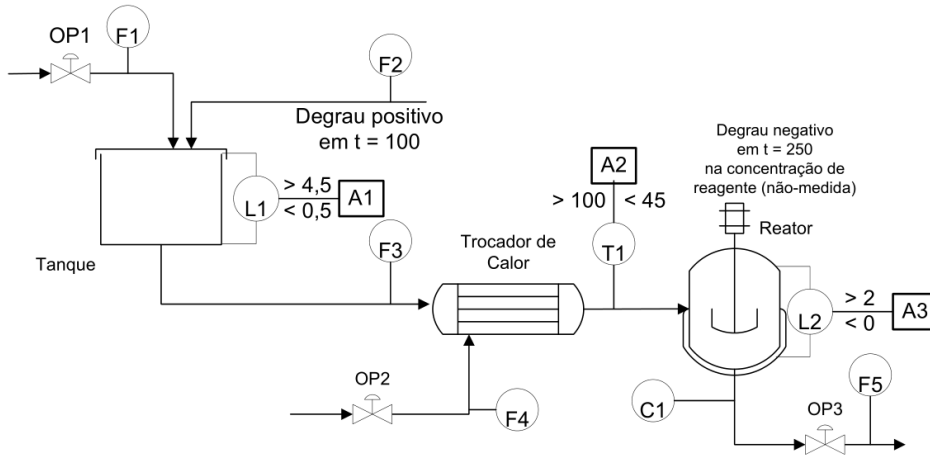 OP1
F1
F2
Degrau positivo
em t = 100
L1
> 4,5
< 0,5
A1
Tanque
F3
Trocador de
Calor
A2
> 100
< 45
T1
Degrau negativo
em t = 250
na concentração de
reagente (não-medida)
Reator
L2
> 2
< 0
A3
OP2
F4
C1
OP3
F5